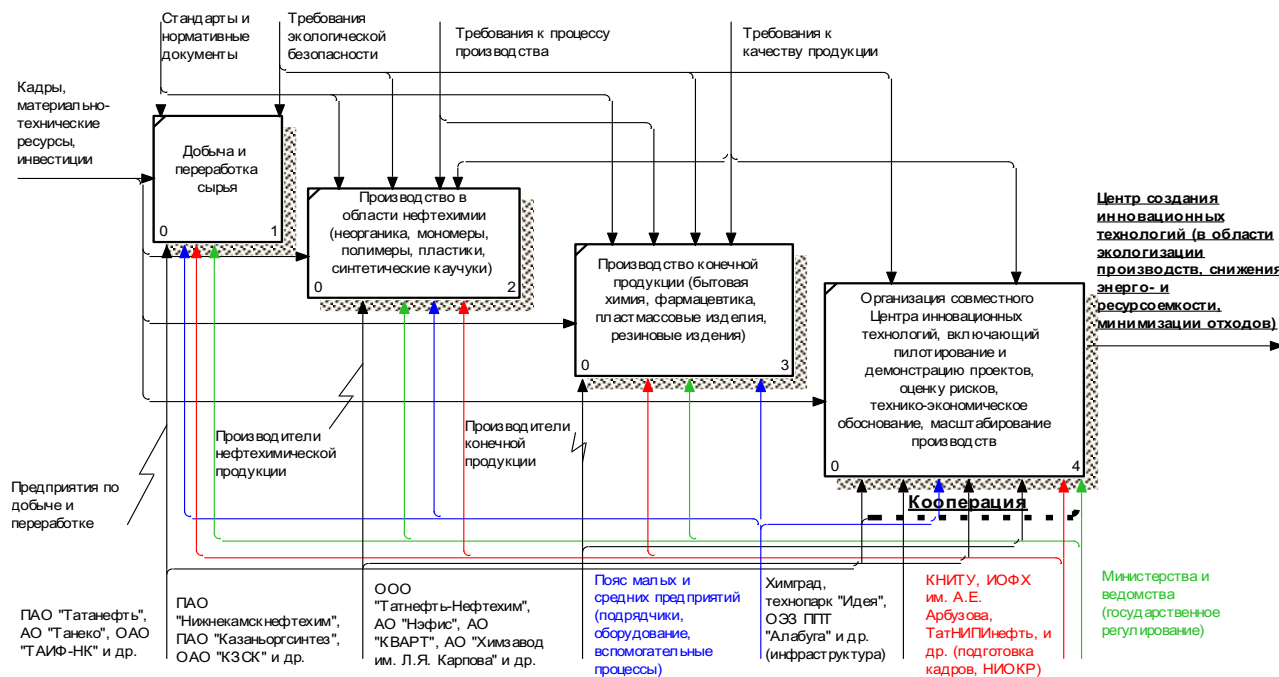 Стандарты и
нормативные
документы
Требования
экологической
безопасности
Требования к процессу
производства
Требования к
качеству продукции
Кадры,
материально-
технические
ресурсы,
инвестиции
Добыча и
переработка
сырья
0
1
Производство в
области нефтехимии
(неорганика, мономеры,
полимеры, пластики,
синтетические каучуки)
0
2
Производство конечной
продукции (бытовая
химия, фармацевтика,
пластмассовые изделия,
резиновые издения)
0
3
Организация совместного
Центра инновационных
технологий, включающий
пилотирование и
демонстрацию проектов,
оценку рисков,
технико-экономическое
обоснование, масштабирование
производств
0
4
Центр создания
инновационных
технологий (в области
экологизации
производств, снижения
энерго- и
ресурсоемкости,
минимизации отходов)
Предприятия по
добыче и
переработке
Производители
нефтехимической
продукции
Производители
конечной
продукции
Кооперация
ПАО "Татанефть",
АО "Танеко", ОАО
"ТАИФ-НК" и др.
ПАО
"Нижнекамскнефтехим",
ПАО "Казаньоргсинтез",
ОАО "КЗСК" и др.
ООО
"Татнефть-Нефтехим",
АО "Нэфис", АО
"КВАРТ", АО "Химзавод
им. Л.Я. Карпова" и др.
Пояс малых и
средних предприятий
(подрядчики,
оборудование,
вспомогательные
процессы)
Химград,
технопарк "Идея",
ОЭЗ ППТ
"Алабуга" и др.
(инфраструктура)
КНИТУ, ИОФХ
им. А.Е.
Арбузова,
ТатНИПИнефть, и
др. (подготовка
кадров, НИОКР)
Министерства и
ведомства
(государственное
регулирование)